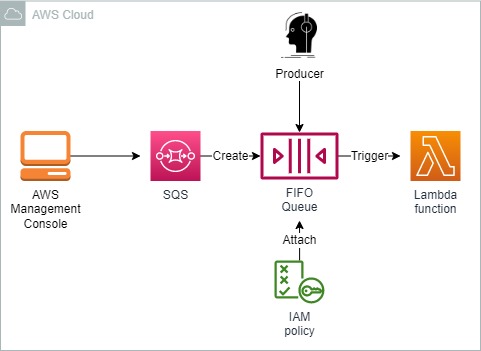 AWS Cloud
Producer
Create
Trigger
AWS
Management
Console
SQS
FIFO
Queue
Lambda
function
Attach
IAM
policy